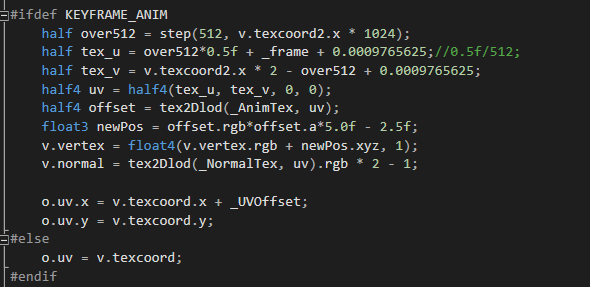 #ifdef KEYFRAME_ANIM
half over512 = step(512, v.texcoord2.x * 1024);
half tex_u = over512*0.5f + _frame + 0.0009765625;//0.5f/512;
half tex_v = v.texcoord2.x * 2 - over512 + 0.0009765625;
half4 uv = half4(tex_u, tex_v, 0, 0);
half4 offset = tex2Dlod(_AnimTex, uv);
float3 newPos = offset.rgb*offset.a*5.0f - 2.5f;
v.vertex = float4(v.vertex.rgb + newPos.xyz, 1);
v.normal = tex2Dlod(_NormalTex, uv).rgb * 2 - 1;
o.uv.x = v.texcoord.x + _UVOffset;
o.uv.y = v.texcoord.y;
#else
o.uv = v.texcoord;
#endif